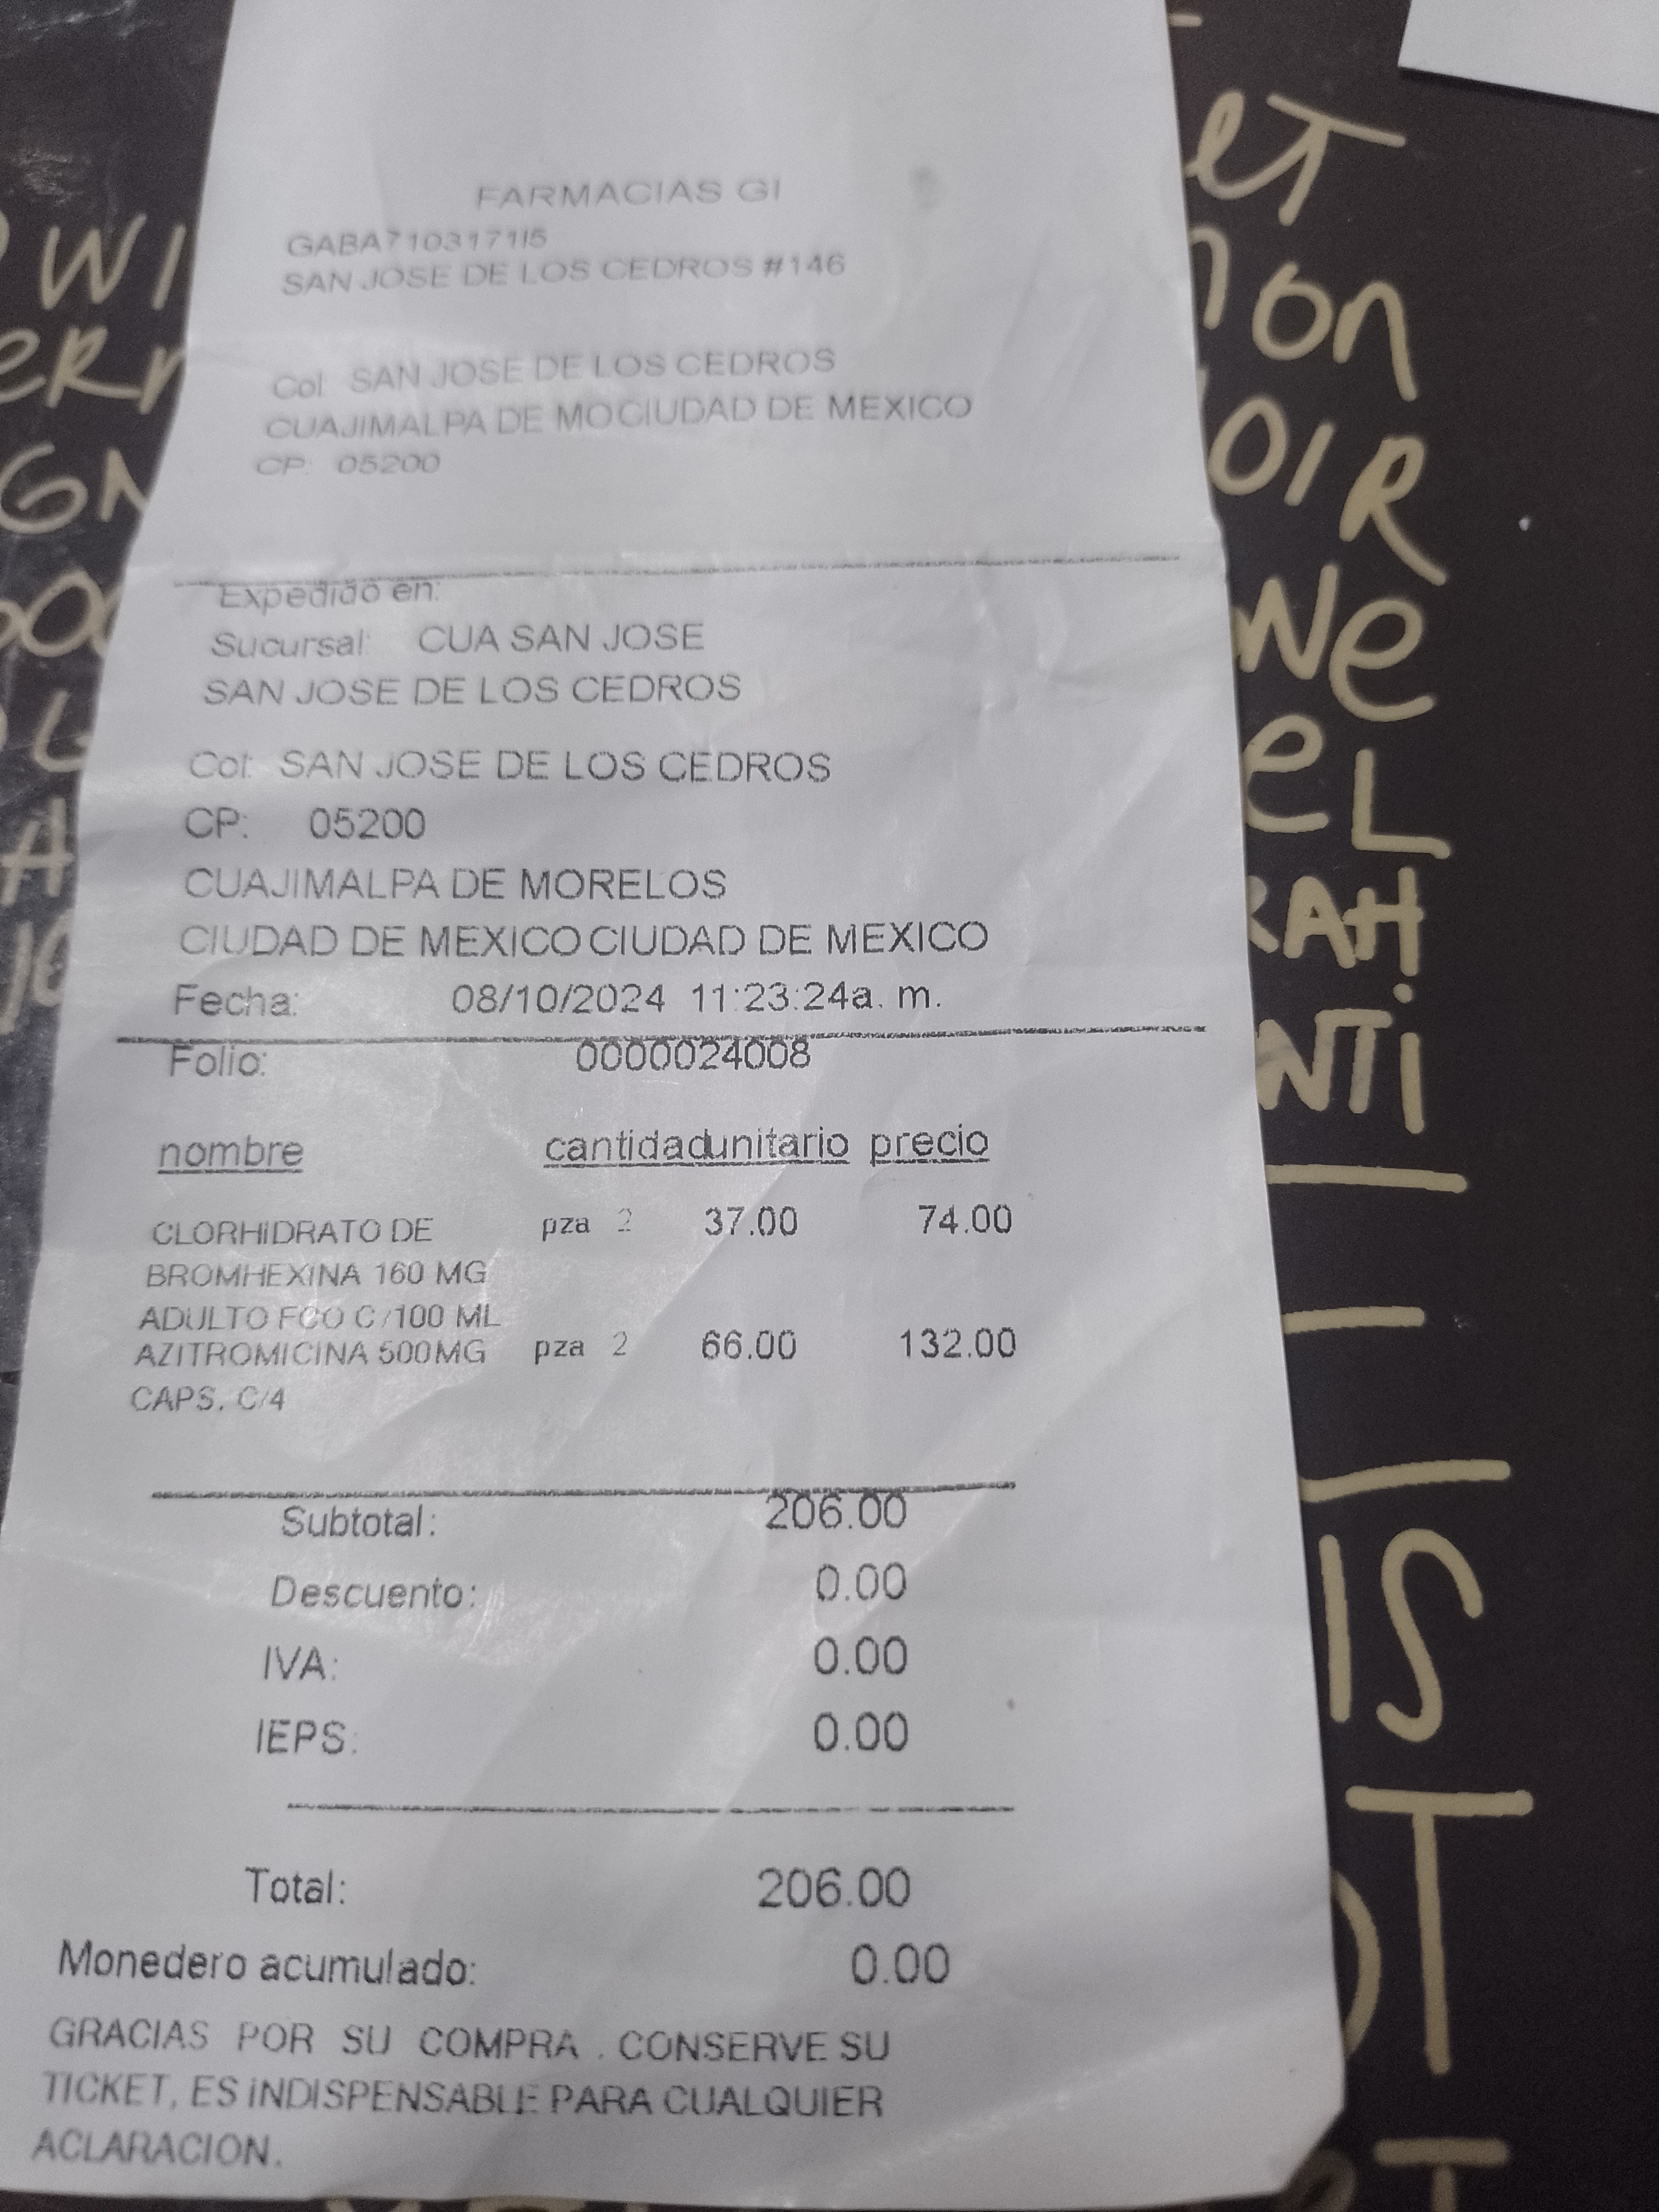 FARMACIAS GI
GABA7103171I5
SAN JOSE DE LOS CEDROS #146
Col: SAN JOSE DE LOS CEDROS
CUAJIMALPA DE MOCIUDAD DE MEXICO
CP: 05200
Expedido en:
Sucursal: CUA SAN JOSE
SAN JOSE DE LOS CEDROS
Col: SAN JOSE DE LOS CEDROS
CP: 05200
CUAJIMALPA DE MORELOS
CIUDAD DE MEXICO CIUDAD DE MEXICO
Fecha: 08/10/2024 11:23:24a. m.
Folio: 0000024008
nombre cantidad unitario precio
CLORHIDRATO DE pza 2 37.00 74.00
BROMHEXINA 160 MG
ADULTO FCO C/100 ML
AZITROMICINA 500MG pza 2 66.00 132.00
CAPS. C/4
Subtotal: 206.00
Descuento: 0.00
IVA: 0.00
IEPS: 0.00
Total: 206.00
Monedero acumulado: 0.00
GRACIAS POR SU COMPRA . CONSERVE SU
TICKET, ES INDISPENSABLE PARA CUALQUIER
ACLARACION.